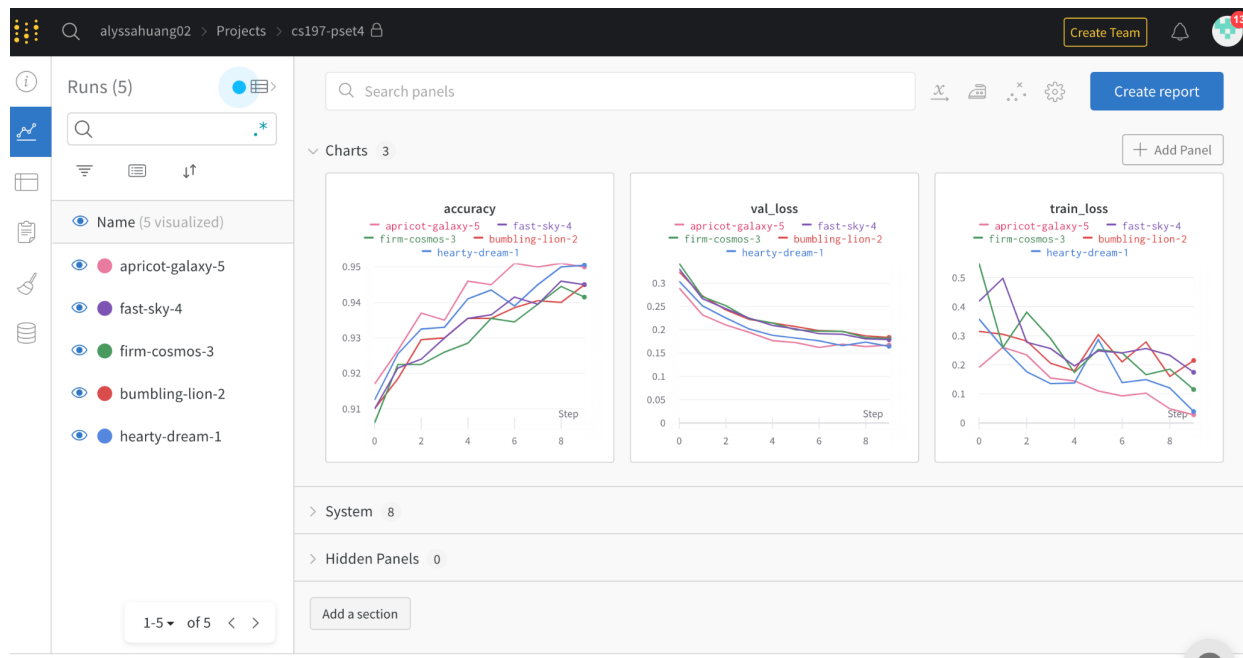 alyssahuang02 > Projects > cs197-pset4
Create Team
13
Runs (5)
.*
Name (5 visualized)
apricot-galaxy-5
fast-sky-4
firm-cosmos-3
bumbling-lion-2
hearty-dream-1
1-5 of 5 < >
Search panels
Create report
Charts 3
+ Add Panel
accuracy
apricot-galaxy-5 fast-sky-4
firm-cosmos-3 bumbling-lion-2
hearty-dream-1
0.95
0.94
0.93
0.92
0.91
Step
0 2 4 6 8
val_loss
apricot-galaxy-5 fast-sky-4
firm-cosmos-3 bumbling-lion-2
hearty-dream-1
0.3
0.25
0.2
0.15
0.1
0.05
0
Step
0 2 4 6 8
train_loss
apricot-galaxy-5 fast-sky-4
firm-cosmos-3 bumbling-lion-2
hearty-dream-1
0.5
0.4
0.3
0.2
0.1
0
Step
0 2 4 6 8
System 8
Hidden Panels 0
Add a section